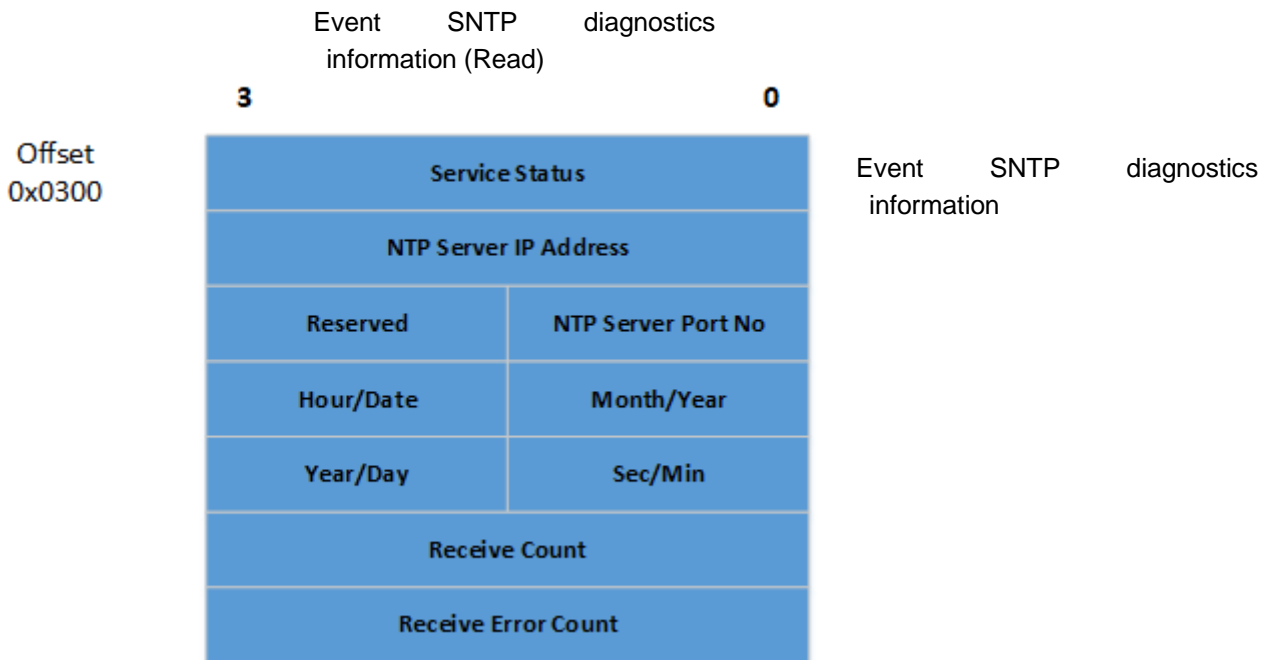 Event SNTP diagnostics
information (Read)
3 0
Offset
0x0300
Service Status
Event SNTP diagnostics
information
NTP Server IP Address
Reserved NTP Server Port No
Hour/Date Month/Year
Year/Day Sec/Min
Receive Count
Receive Error Count